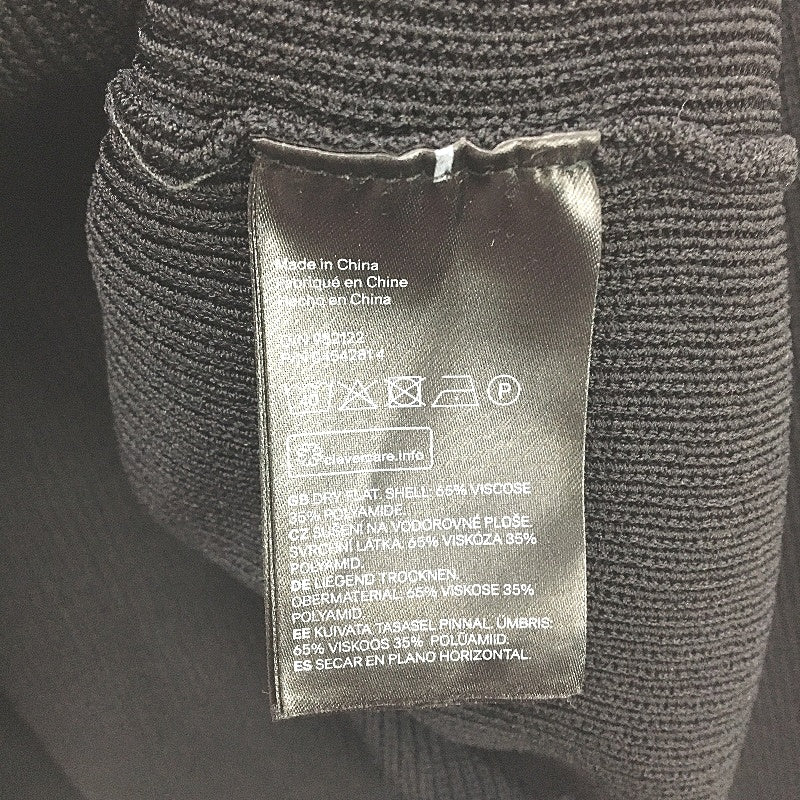 Made in China
Fabriqué en Chine
Hecho en China
P
clevercare.info
GB DRY FLAT. SHELL: 65% VISCOSE
35% POLYAMIDE.
CZ SUŠENÍ NA VODOROVNÉ PLOŠE.
SVRCHNÍ LÁTKA: 65% VISKÓZA 35%
POLYAMID.
DE LIEGEND TROCKNEN.
OBERMATERIAL: 65% VISKOSE 35%
POLYAMID.
EE KUIVATA TASASEL PINNAL. ÜMBRIS:
65% VISKOOS 35% POLÜAMIID.
ES SECAR EN PLANO HORIZONTAL.